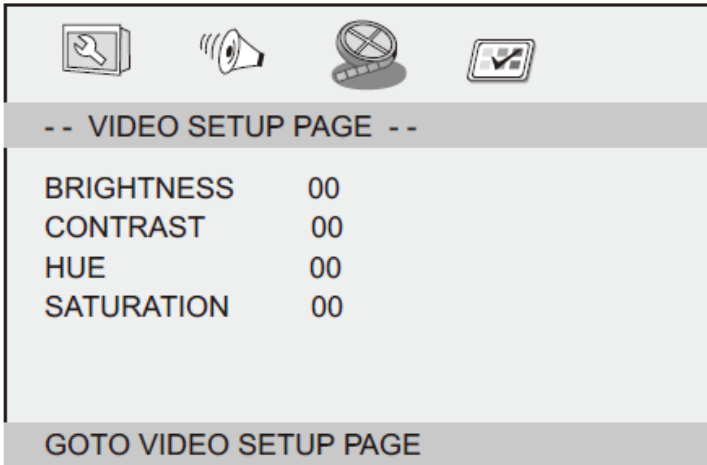 -- VIDEO SETUP PAGE --
BRIGHTNESS 00
CONTRAST 00
HUE 00
SATURATION 00
GOTO VIDEO SETUP PAGE